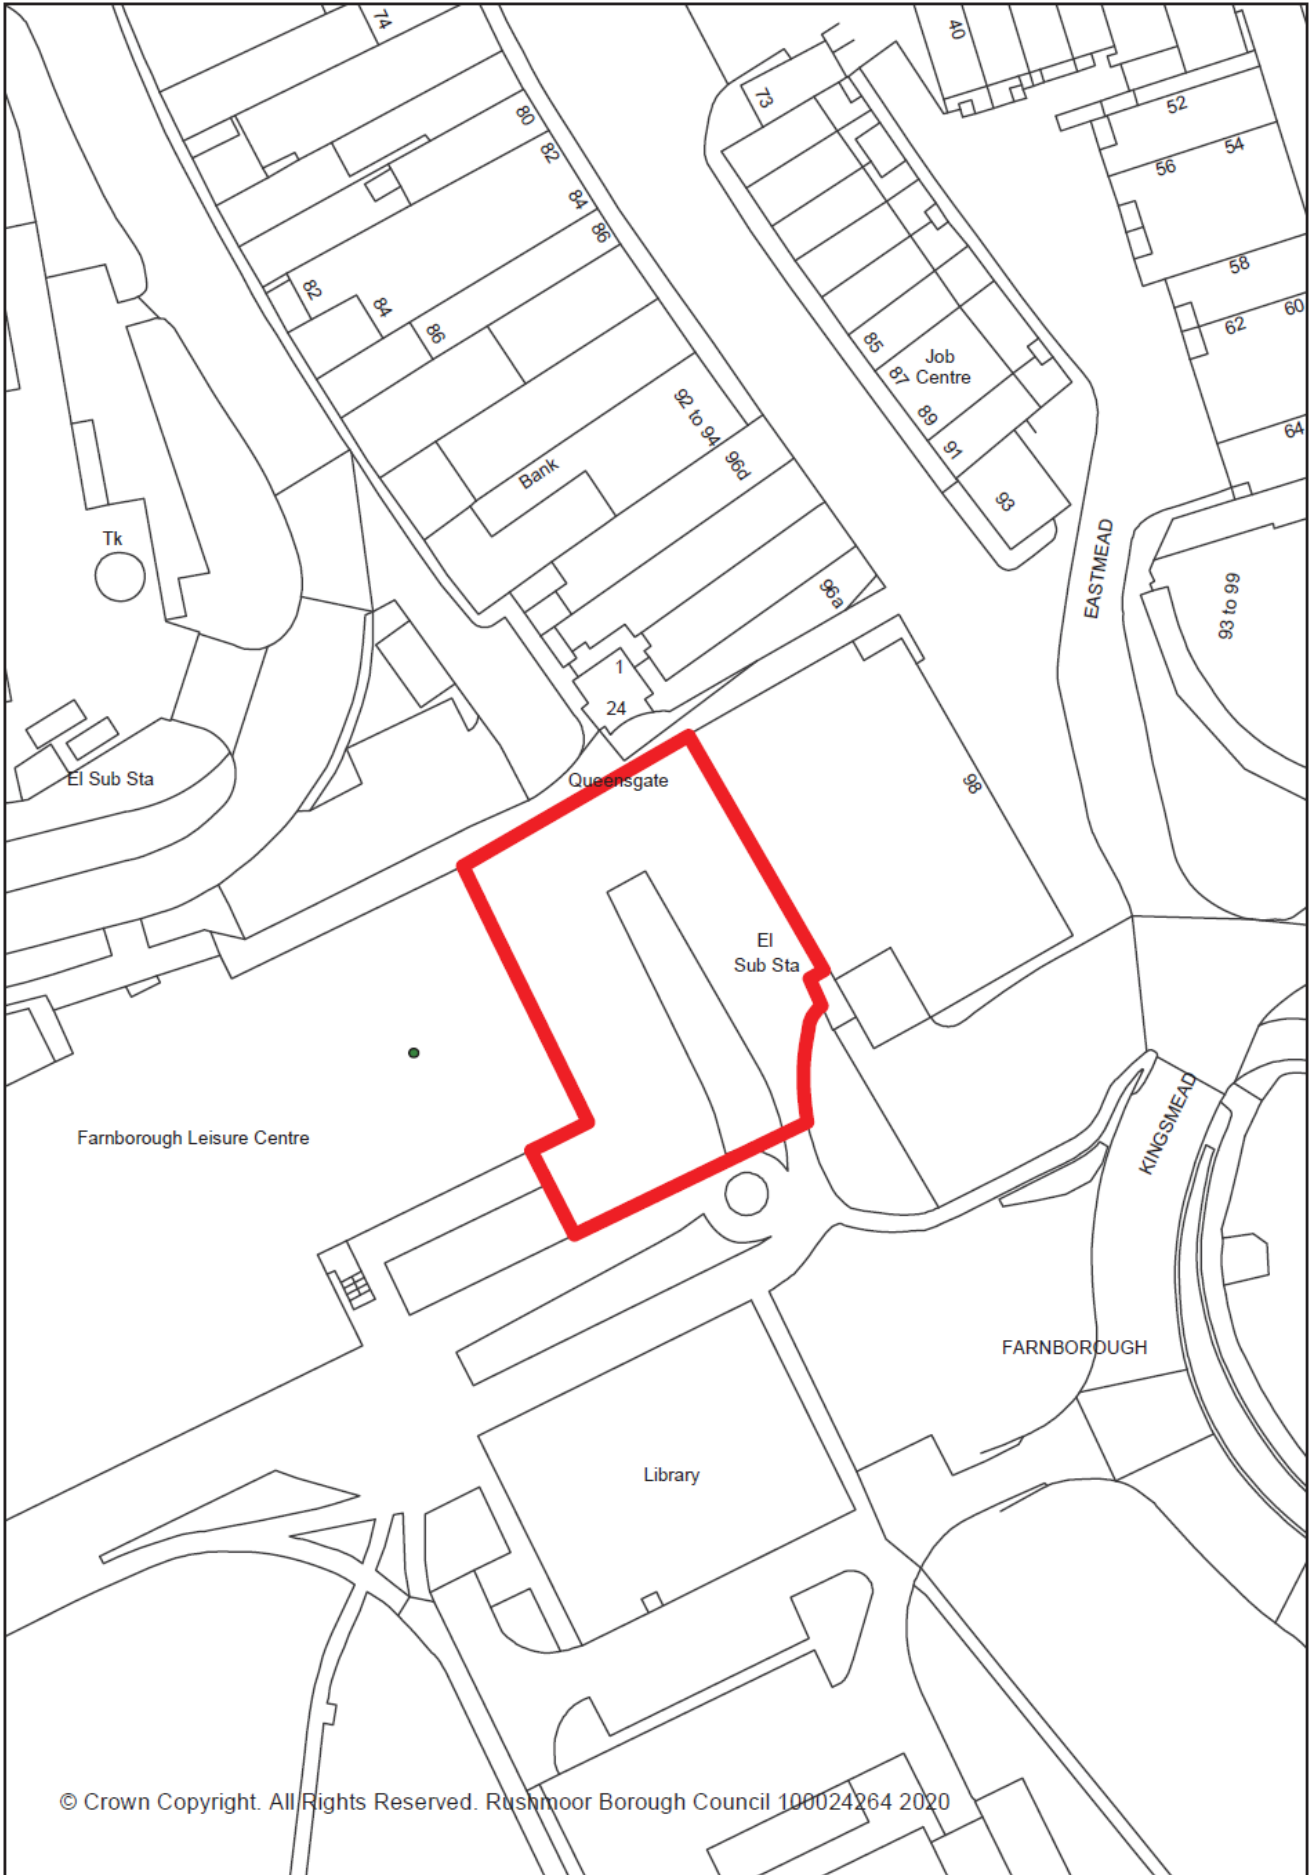 74
40
73
52
80
54
82
56
84
86
58
82
84
60
62
86
85
Job
Centre
87
92 to 94
89
64
91
96d
Bank
93
Tk
EASTMEAD
96a
93 to 99
1
24
El Sub Sta
Queensgate
98
El
Sub Sta
Farnborough Leisure Centre
KINGSMEAD
FARNBOROUGH
Library
© Crown Copyright. All Rights Reserved. Rushmoor Borough Council 100024264 2020